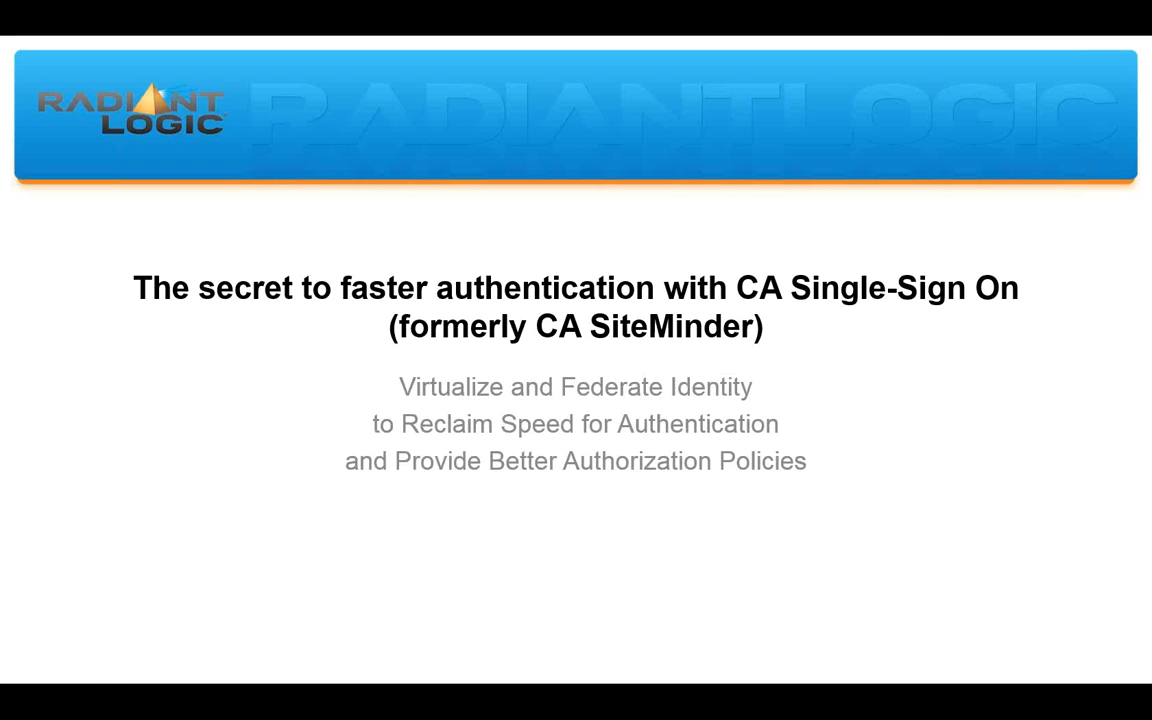 RADIANT
LOGIC
RADIANTLOGIC
The secret to faster authentication with CA Single-Sign On
(formerly CA SiteMinder)
Virtualize and Federate Identity
to Reclaim Speed for Authentication
and Provide Better Authorization Policies